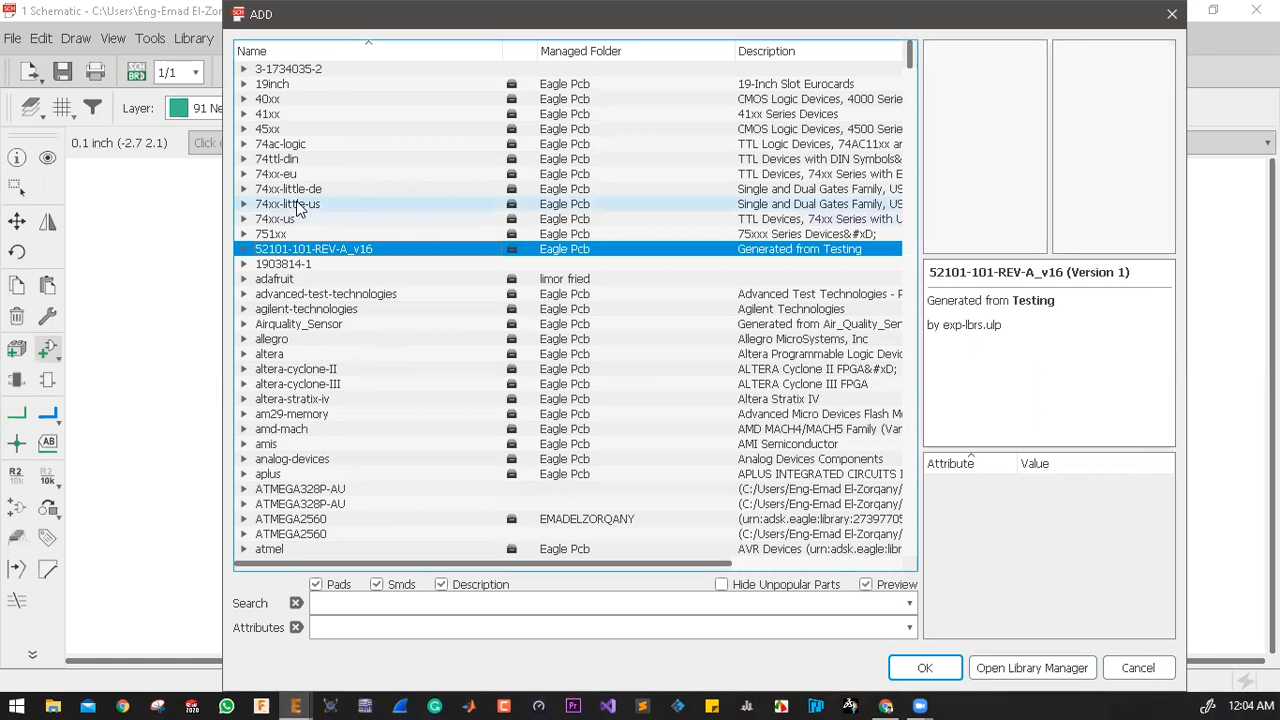 1 Schematic - C:\Users\Eng-Emad El-Zorq
ADD
File Edit Draw View Tools Library
1/1
Layer: 91 Ne
0.1 inch (-2.7 2.1) Click
Name Managed Folder Description
3-1734035-2
19inch Eagle Pcb 19-Inch Slot Eurocards
40xx Eagle Pcb CMOS Logic Devices, 4000 Serie
41xx Eagle Pcb 41xx Series Devices
45xx Eagle Pcb CMOS Logic Devices, 4500 Serie
74ac-logic Eagle Pcb TTL Logic Devices, 74AC11xx ar
74ttl-din Eagle Pcb TTL Devices with DIN Symbols&
74xx-eu Eagle Pcb TTL Devices, 74xx Series with E
74xx-little-de Eagle Pcb Single and Dual Gates Family, US
74xx-little-us Eagle Pcb Single and Dual Gates Family, US
74xx-us Eagle Pcb TTL Devices, 74xx Series with U
751xx Eagle Pcb 75xxx Series Devices&#xD;
52101-101-REV-A_v16 Eagle Pcb Generated from Testing
1903814-1
adafruit limor fried
advanced-test-technologies Eagle Pcb Advanced Test Technologies - F
agilent-technologies Eagle Pcb Agilent Technologies
Airquality_Sensor Eagle Pcb Generated from Air_Quality_Sen
allegro Eagle Pcb Allegro MicroSystems, Inc
altera Eagle Pcb Altera Programmable Logic Devic
altera-cyclone-II Eagle Pcb ALTERA Cyclone II FPGA&#xD;
altera-cyclone-III Eagle Pcb ALTERA Cyclone III FPGA
altera-stratix-iv Eagle Pcb Altera Stratix IV
am29-memory Eagle Pcb Advanced Micro Devices Flash M
amd-mach Eagle Pcb AMD MACH4/MACH5 Family (Var
amis Eagle Pcb AMI Semiconductor
analog-devices Eagle Pcb Analog Devices Components
aplus Eagle Pcb APLUS INTEGRATED CIRCUITS I
ATMEGA328P-AU (C:/Users/Eng-Emad El-Zorqany/
ATMEGA328P-AU (C:/Users/Eng-Emad El-Zorqany/
ATMEGA2560 EMADELZORQANY (urn:adsk.eagle:library:27397705
ATMEGA2560 (C:/Users/Eng-Emad El-Zorqany/
atmel Eagle Pcb AVR Devices (urn:adsk.eagle:libr
52101-101-REV-A_v16 (Version 1)
Generated from Testing
by exp-lbrs.ulp
Attribute Value
Pads Smds Description Hide Unpopular Parts Preview
Search
Attributes
OK Open Library Manager Cancel
AB
R2 R2
10k 10k
12:04 AM